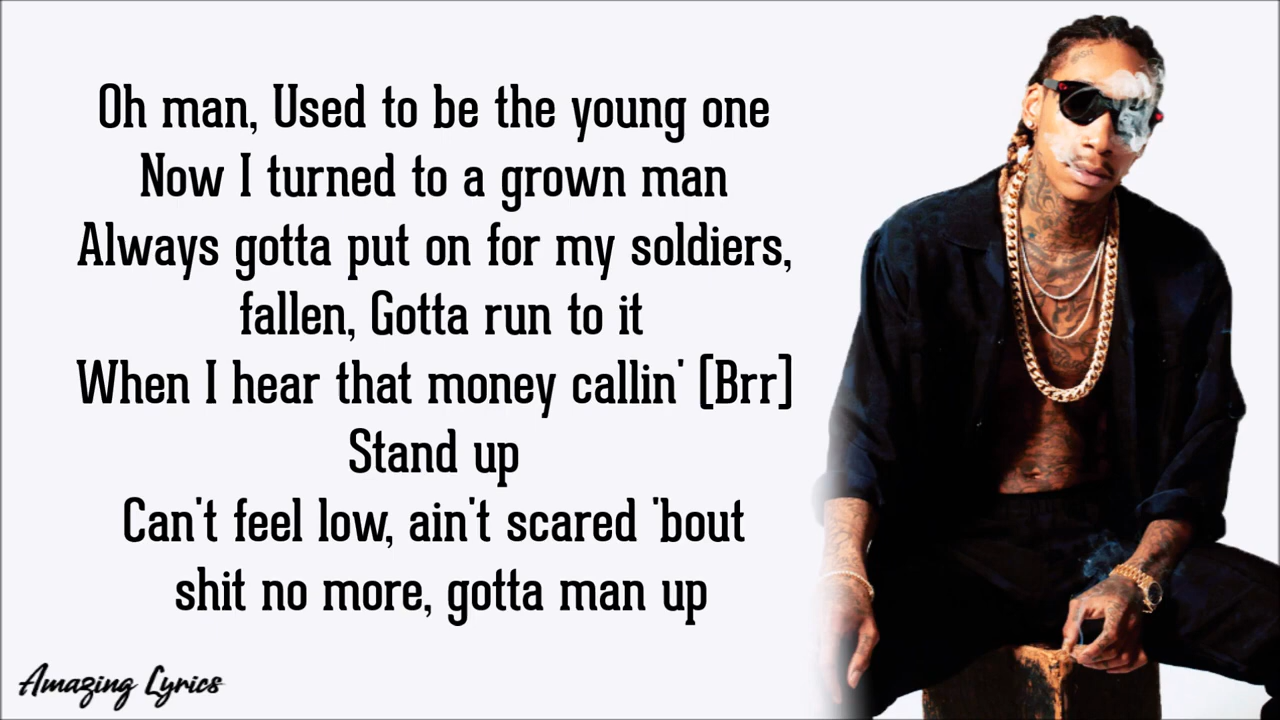 Oh man, Used to be the young one
Now I turned to a grown man
Always gotta put on for my soldiers,
fallen, Gotta run to it
When I hear that money callin' [Brr]
Stand up
Can't feel low, ain't scared 'bout
shit no more, gotta man up
Amazing Lyrics